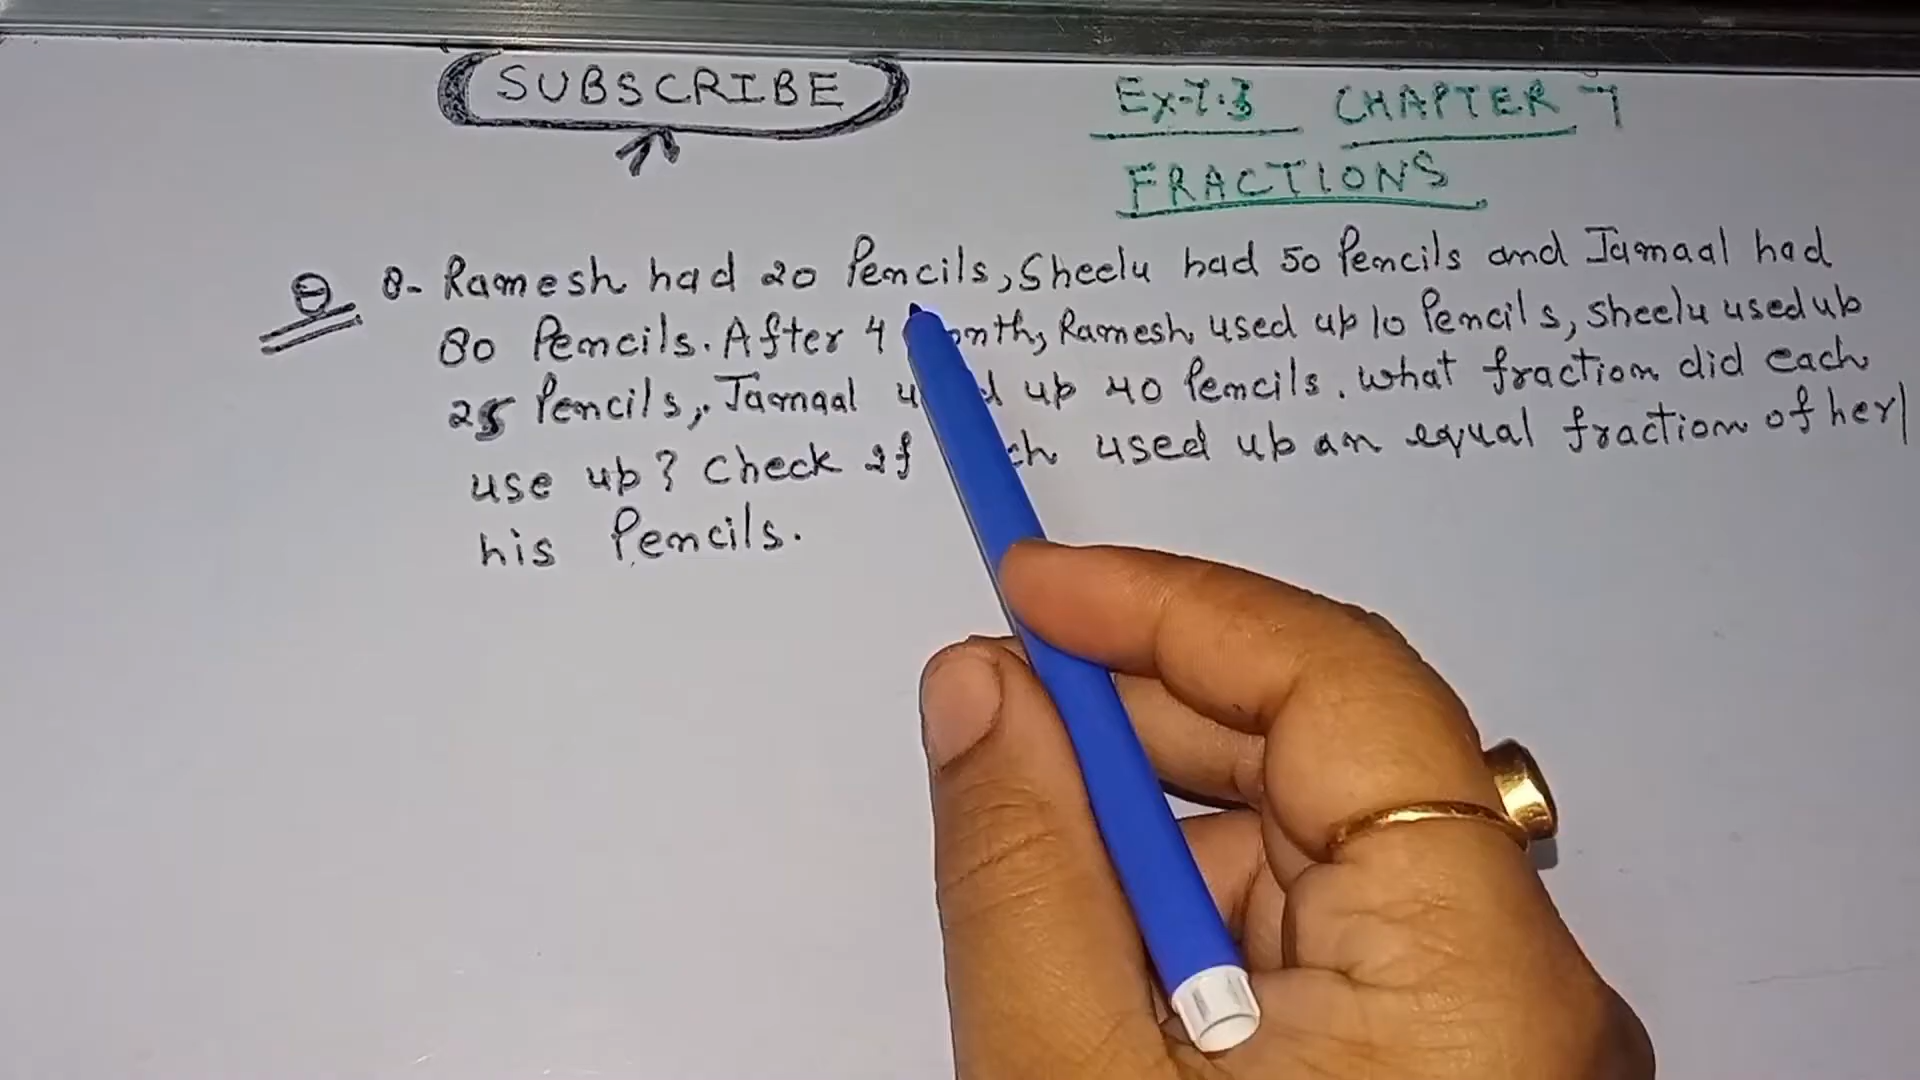 SUBSCRIBE
Ex-7.3 CHAPTER 7
FRACTIONS
8- Ramesh had 20 Pencils, Sheelu had 50 Pencils and Jamaal had
80 Pencils. After 4 Ramesh used up 10 Pencils, Sheelu used up
25 Pencils, Jamaal up 40 Pencils. What fraction did each
use up? Check if used up an equal fraction of her/
his Pencils.